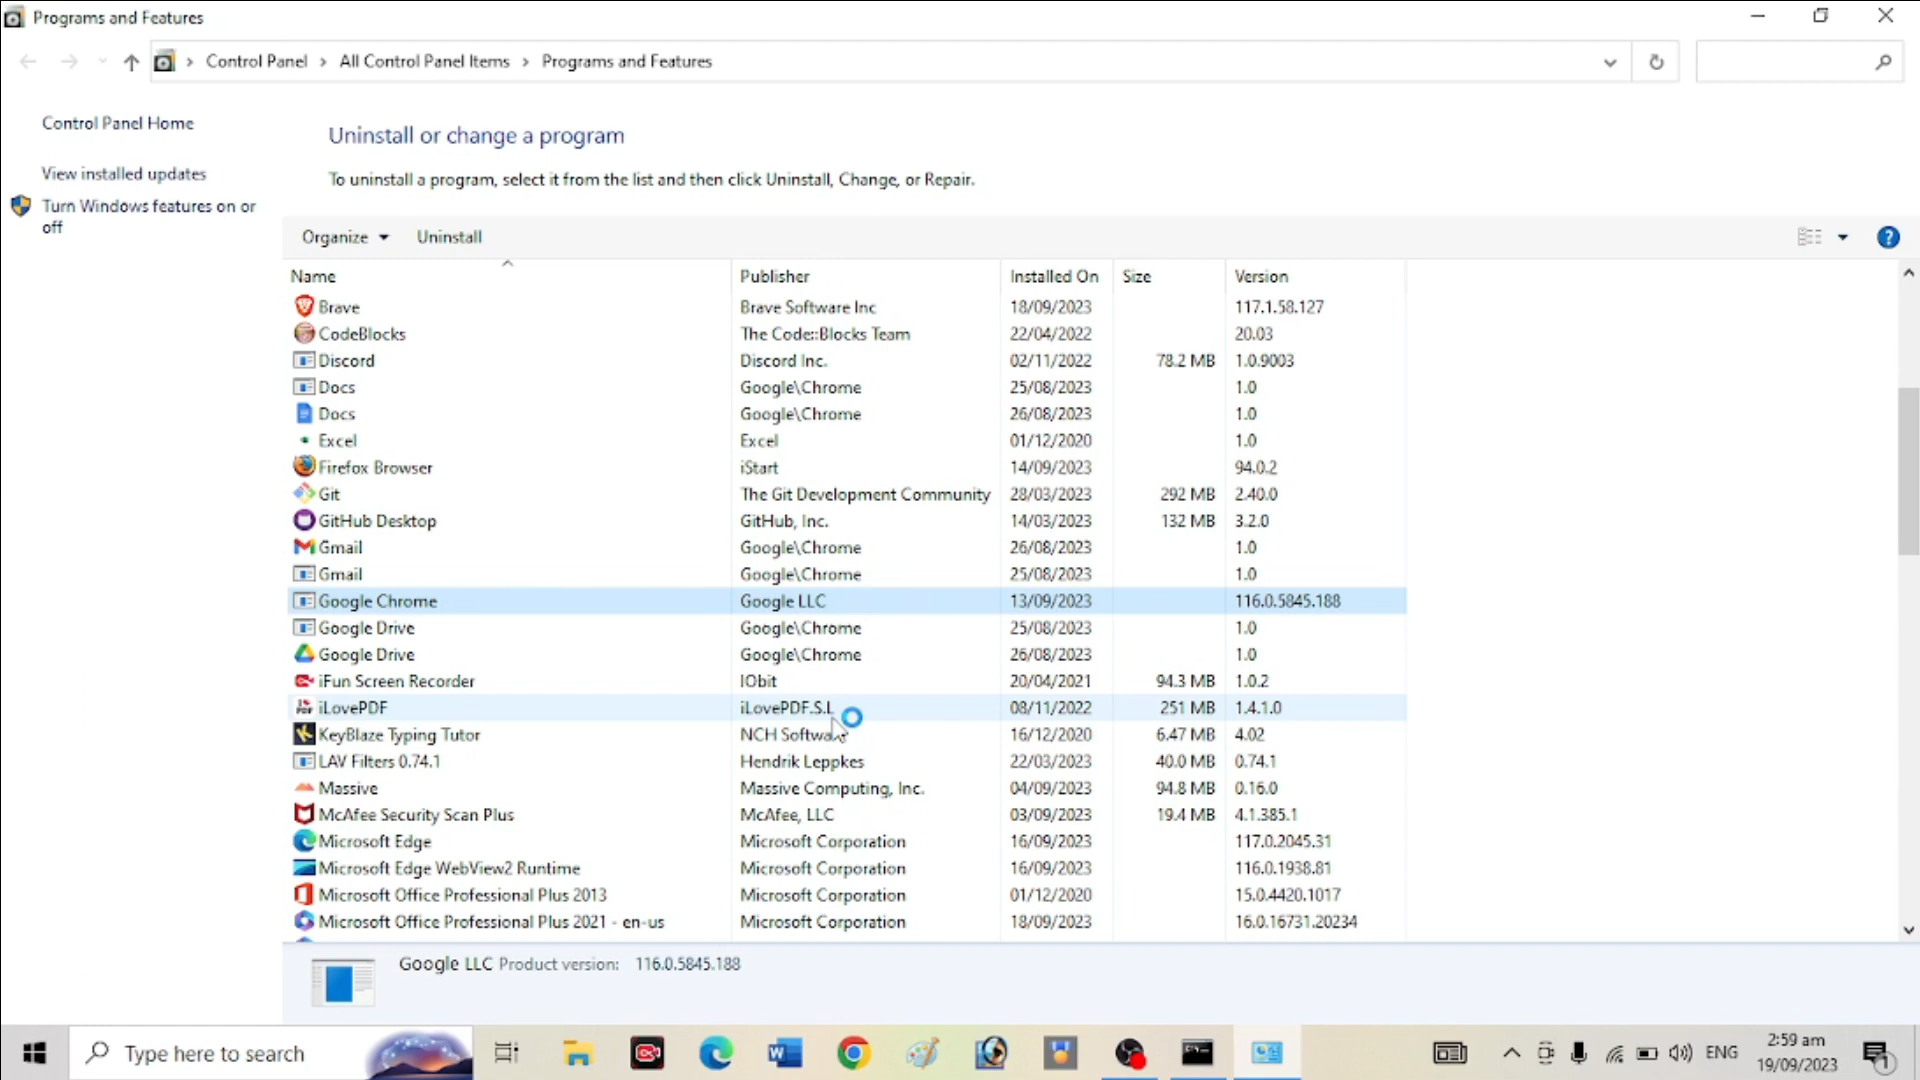 Programs and Features
Control Panel > All Control Panel Items > Programs and Features
Control Panel Home
View installed updates
Turn Windows features on or
off
Uninstall or change a program
To uninstall a program, select it from the list and then click Uninstall, Change, or Repair.
Organize Uninstall
Name Publisher Installed On Size Version
Brave Brave Software Inc 18/09/2023 117.1.58.127
CodeBlocks The Code::Blocks Team 22/04/2022 20.03
Discord Discord Inc. 02/11/2022 78.2 MB 1.0.9003
Docs Google\Chrome 25/08/2023 1.0
Docs Google\Chrome 26/08/2023 1.0
Excel Excel 01/12/2020 1.0
Firefox Browser iStart 14/09/2023 94.0.2
Git The Git Development Community 28/03/2023 292 MB 2.40.0
GitHub Desktop GitHub, Inc. 14/03/2023 132 MB 3.2.0
Gmail Google\Chrome 26/08/2023 1.0
Gmail Google\Chrome 25/08/2023 1.0
Google Chrome Google LLC 13/09/2023 116.0.5845.188
Google Drive Google\Chrome 25/08/2023 1.0
Google Drive Google\Chrome 26/08/2023 1.0
iFun Screen Recorder IObit 20/04/2021 94.3 MB 1.0.2
iLovePDF iLovePDF.S.L 08/11/2022 251 MB 1.4.1.0
KeyBlaze Typing Tutor NCH Software 16/12/2020 6.47 MB 4.02
LAV Filters 0.74.1 Hendrik Leppkes 22/03/2023 40.0 MB 0.74.1
Massive Massive Computing, Inc. 04/09/2023 94.8 MB 0.16.0
McAfee Security Scan Plus McAfee, LLC 03/09/2023 19.4 MB 4.1.385.1
Microsoft Edge Microsoft Corporation 16/09/2023 117.0.2045.31
Microsoft Edge WebView2 Runtime Microsoft Corporation 16/09/2023 116.0.1938.81
Microsoft Office Professional Plus 2013 Microsoft Corporation 01/12/2020 15.0.4420.1017
Microsoft Office Professional Plus 2021 - en-us Microsoft Corporation 18/09/2023 16.0.16731.20234
Google LLC Product version: 116.0.5845.188
Type here to search
ENG
2:59 am
19/09/2023
1